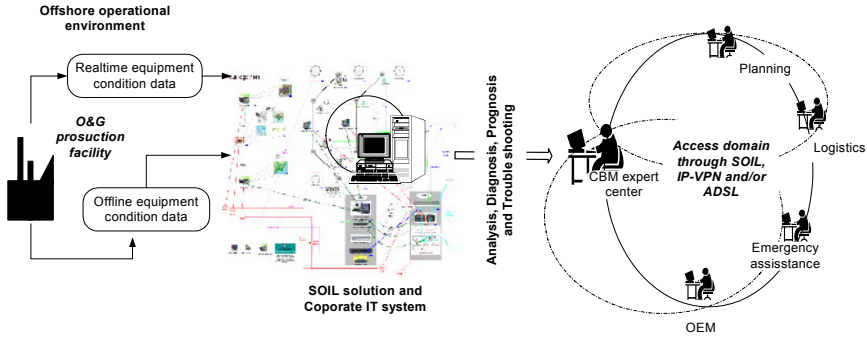 Offshore operational
environment
Realtime equipment
condition data
O&G
prosuction
facility
Offline equipment
condition data
SOIL solution and
Coporate IT system
Analysis, Diagnosis, Prognosis
and Trouble shooting
Planning
Logistics
Access domain
through SOIL,
IP-VPN and/or
ADSL
CBM expert
center
Emergency
assisstance
OEM